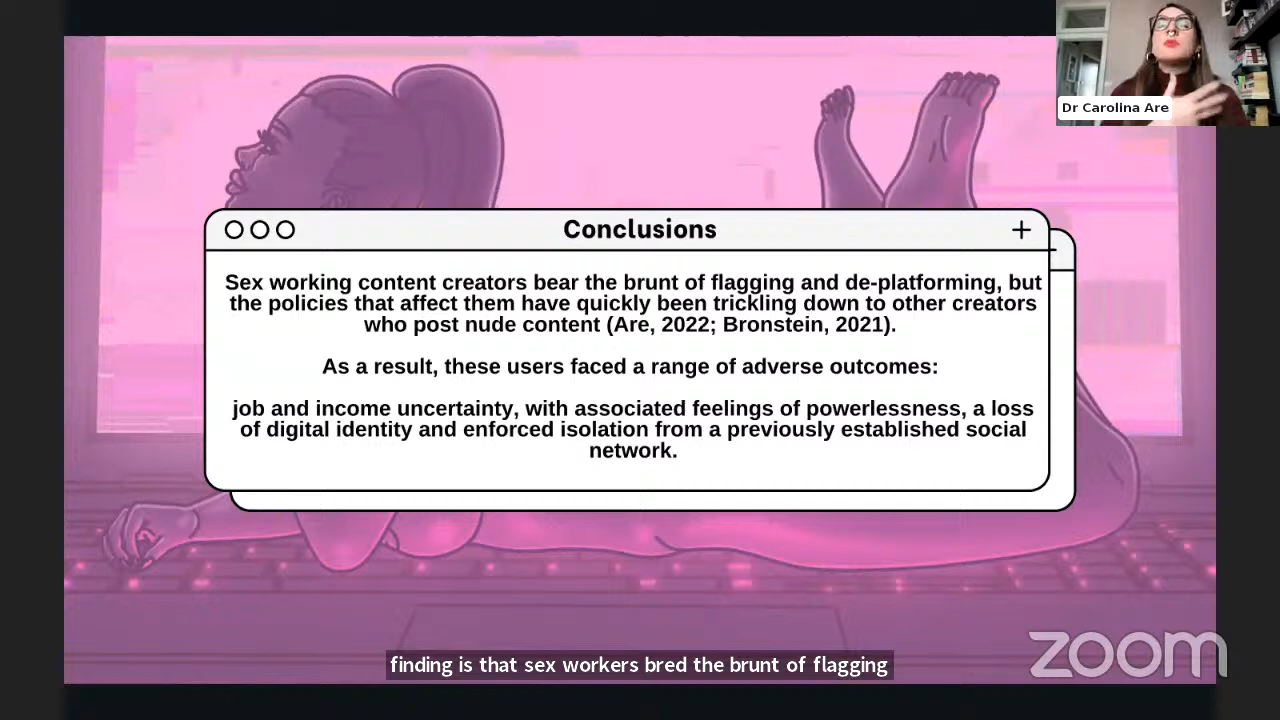 Dr Carolina Are
Conclusions
Sex working content creators bear the brunt of flagging and de-platforming, but
the policies that affect them have quickly been trickling down to other creators
who post nude content (Are, 2022; Bronstein, 2021).
As a result, these users faced a range of adverse outcomes:
job and income uncertainty, with associated feelings of powerlessness, a loss
of digital identity and enforced isolation from a previously established social
network.
finding is that sex workers bred the brunt of flagging
zoom